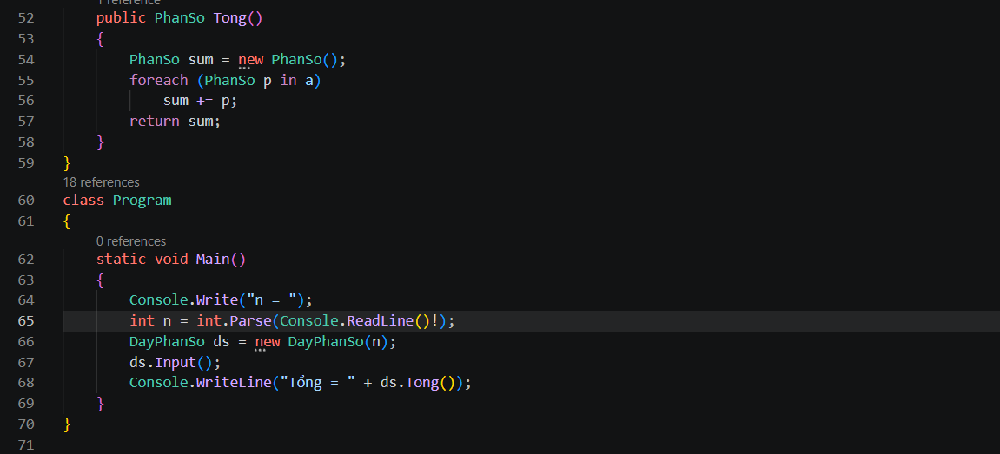 1 reference
52 public PhanSo Tong()
53 {
54 PhanSo sum = new PhanSo();
55 foreach (PhanSo p in a)
56 sum += p;
57 return sum;
58 }
59 }
18 references
60 class Program
61 {
0 references
62 static void Main()
63 {
64 Console.Write("n = ");
65 int n = int.Parse(Console.ReadLine()!);
66 DayPhanSo ds = new DayPhanSo(n);
67 ds.Input();
68 Console.WriteLine("Tổng = " + ds.Tong());
69 }
70 }
71